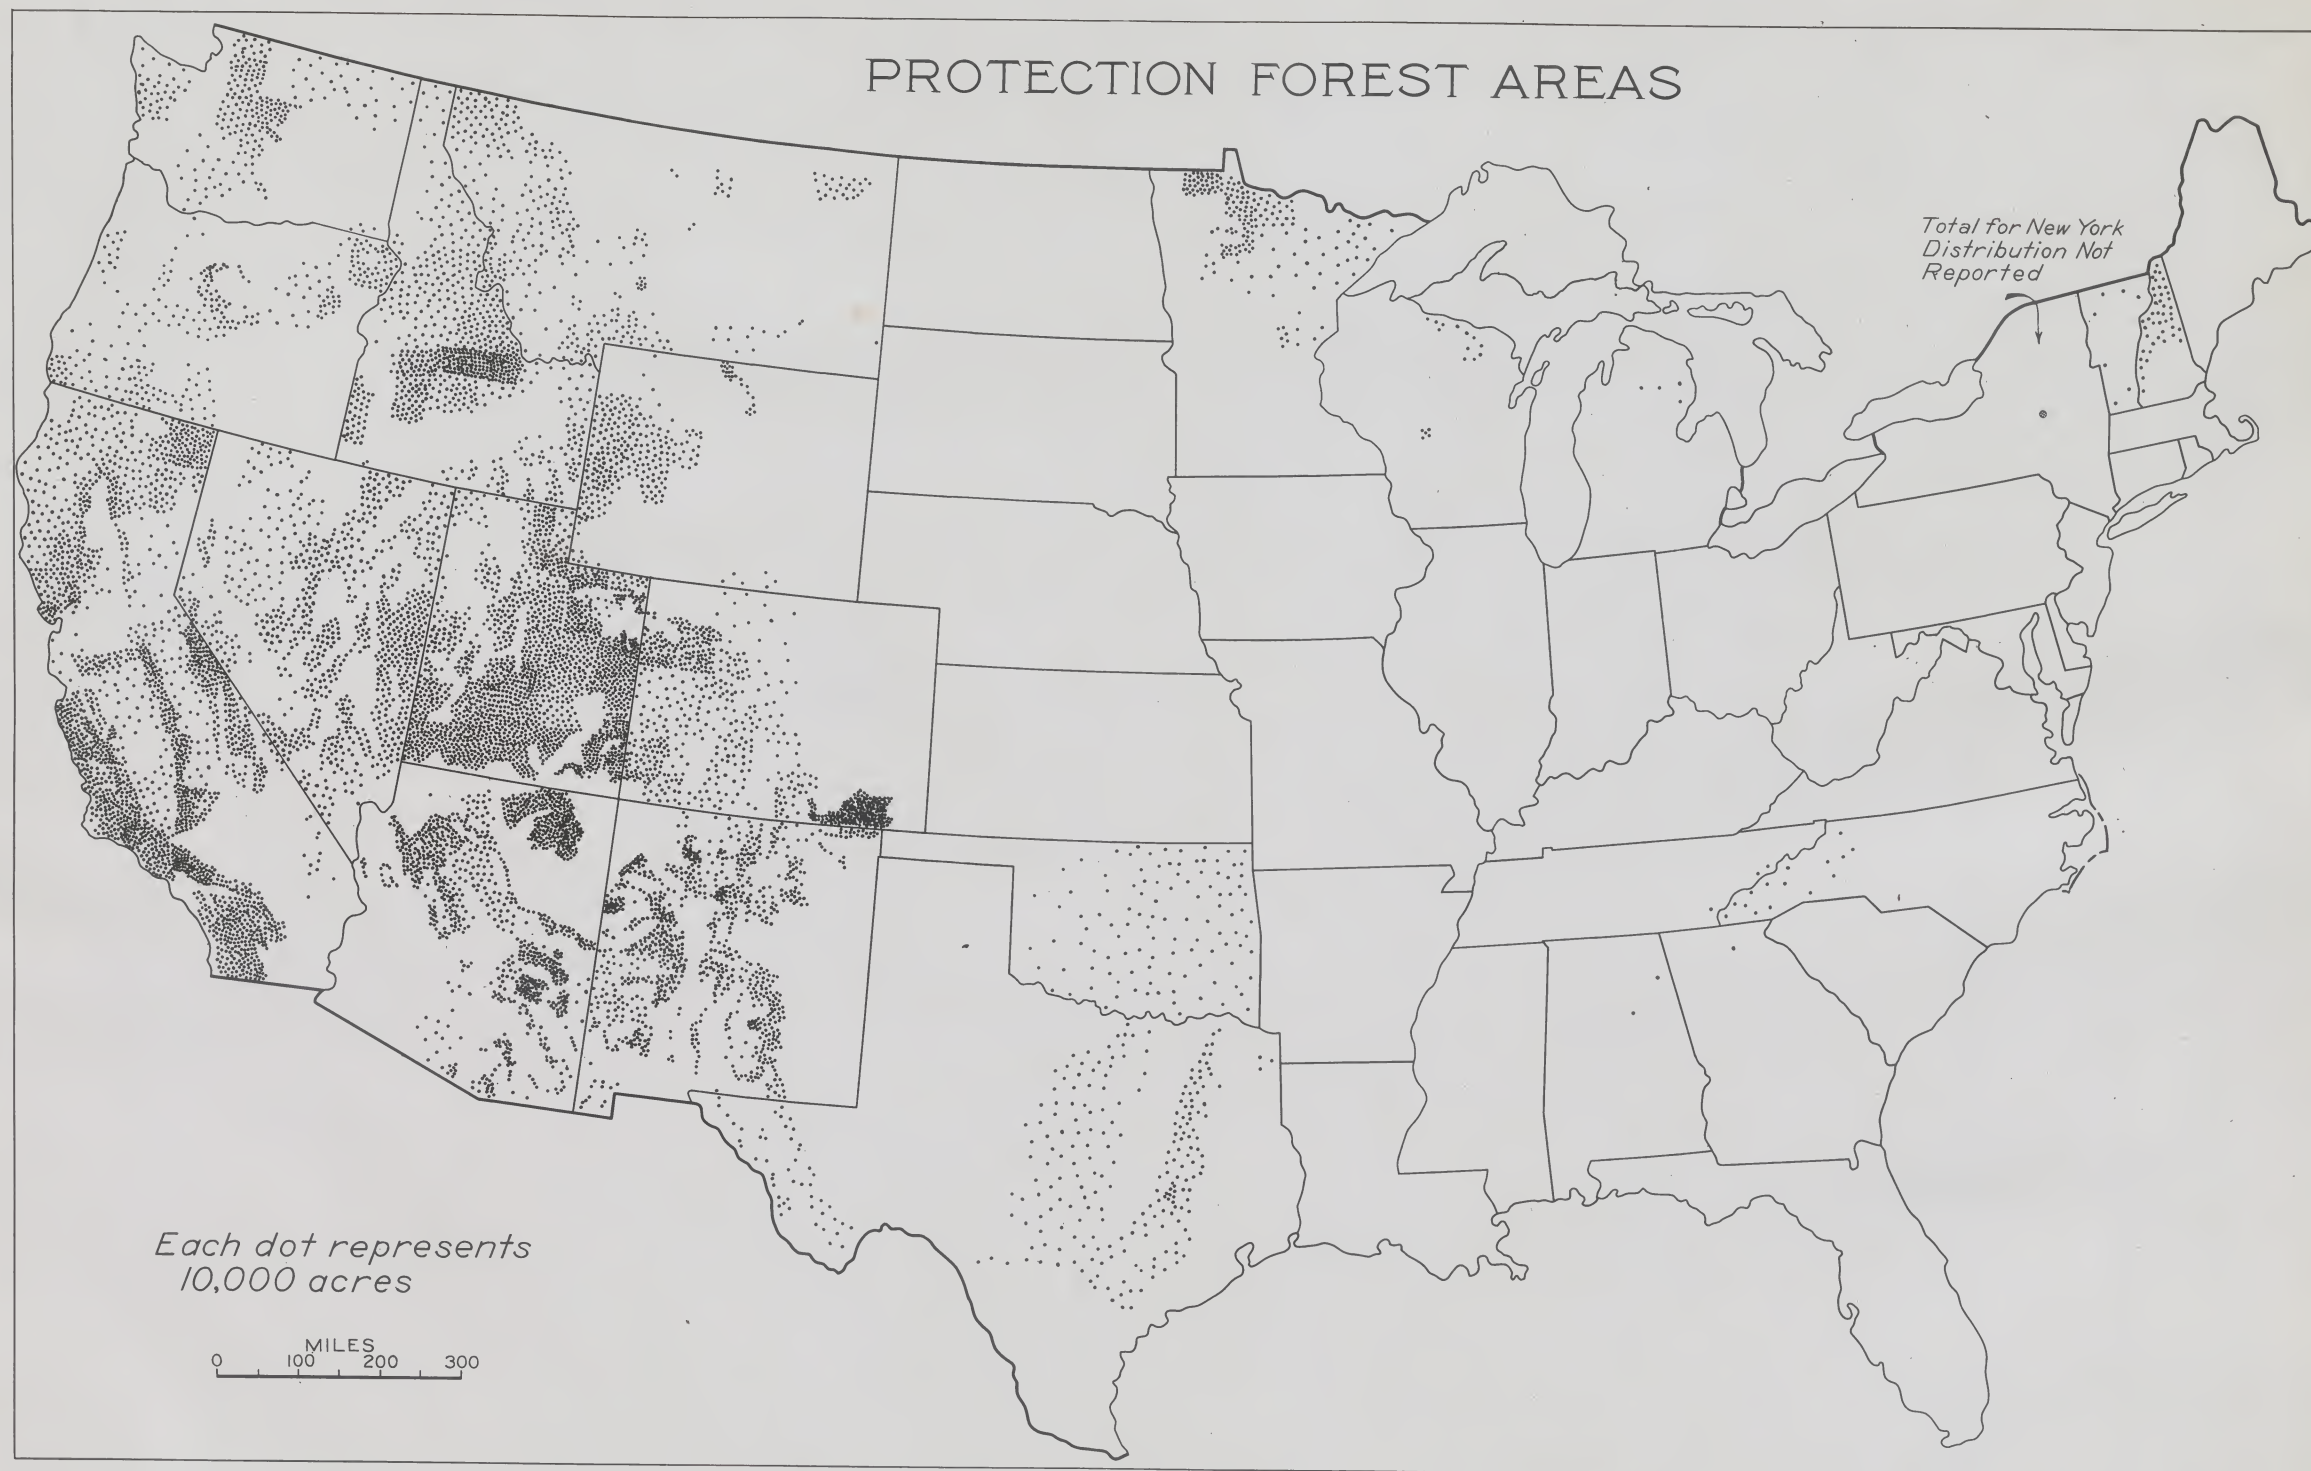 PROTECTION FOREST AREAS
Total for New York
Distribution Not
Reported
Each dot represents
10,000 acres
MILES
0 100 200 300